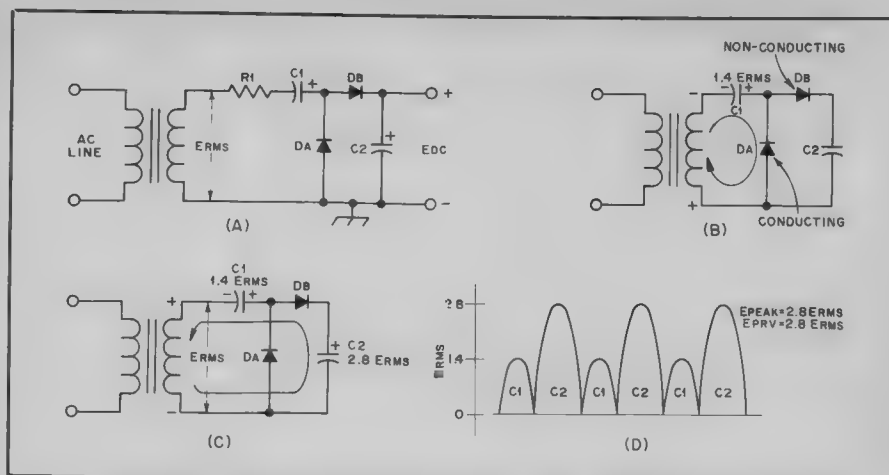 R1
C1
+
DB
+
AC
LINE
ERMS
DA
C2
+
EDC
-
(A)
NON-CONDUCTING
1.4 ERMS
DB
-
- +
C1
DA
C2
+
CONDUCTING
(B)
C1
1.4 ERMS
DB
+
- +
ERMS
DA
+
C2
2.8 ERMS
-
(C)
2.8
EPEAK=2.8ERMS
EPRV=2.8 ERMS
1.4
ERMS
C1 C2 C1 C2 C1 C2
0
(D)